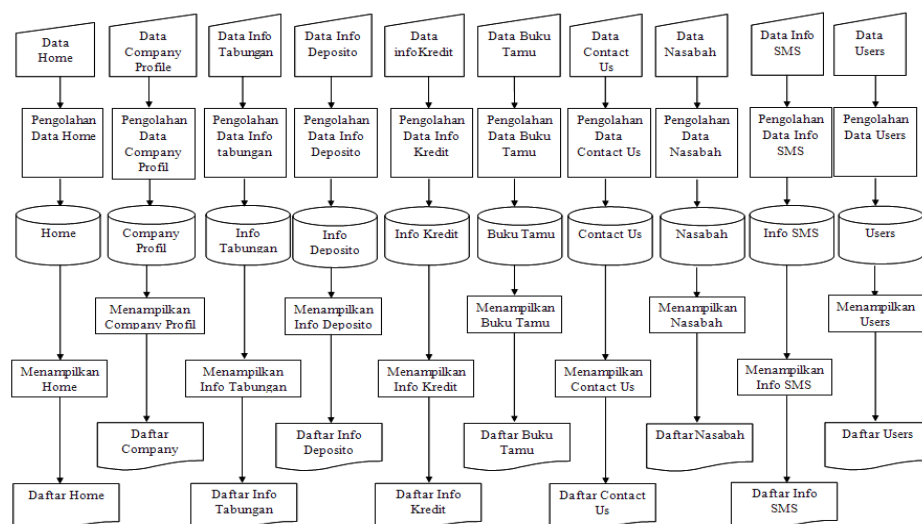 Data
Home
Data
Company
Profile
Data Info
Tabungan
Data Info
Deposito
Data
infoKredit
Data Buku
Tamu
Data
Contact
Us
Data
Nasabah
Data Info
SMS
Data
Users
Pengolahan
Data Home
Pengolahan
Data
Company
Profil
Pengolahan
Data Info
tabungan
Pengolahan
Data Info
Deposito
Pengolahan
Data Info
Kredit
Pengolahan
Data Buku
Tamu
Pengolahan
Data
Contact Us
Pengolahan
Data
Nasabah
Pengolahan
Data Info
SMS
Pengolahan
Data Users
Home
Company
Profil
Info
Tabungan
Info
Deposito
Info Kredit
Buku Tamu
Contact Us
Nasabah
Info SMS
Users
Menampilkan
Company Profil
Menampilkan
Info Deposito
Menampilkan
Buku Tamu
Menampilkan
Nasabah
Menampilkan
Users
Menampilkan
Home
Menampilkan
Info Tabungan
Menampilkan
Info Kredit
Menampilkan
Contact Us
Menampilkan
Info SMS
Daftar
Company
Daftar Info
Deposito
Daftar Buku
Tamu
Daftar Nasabah
Daftar Users
Daftar Home
Daftar Info
Tabungan
Daftar Info
Kredit
Daftar Contact
Us
Daftar Info
SMS